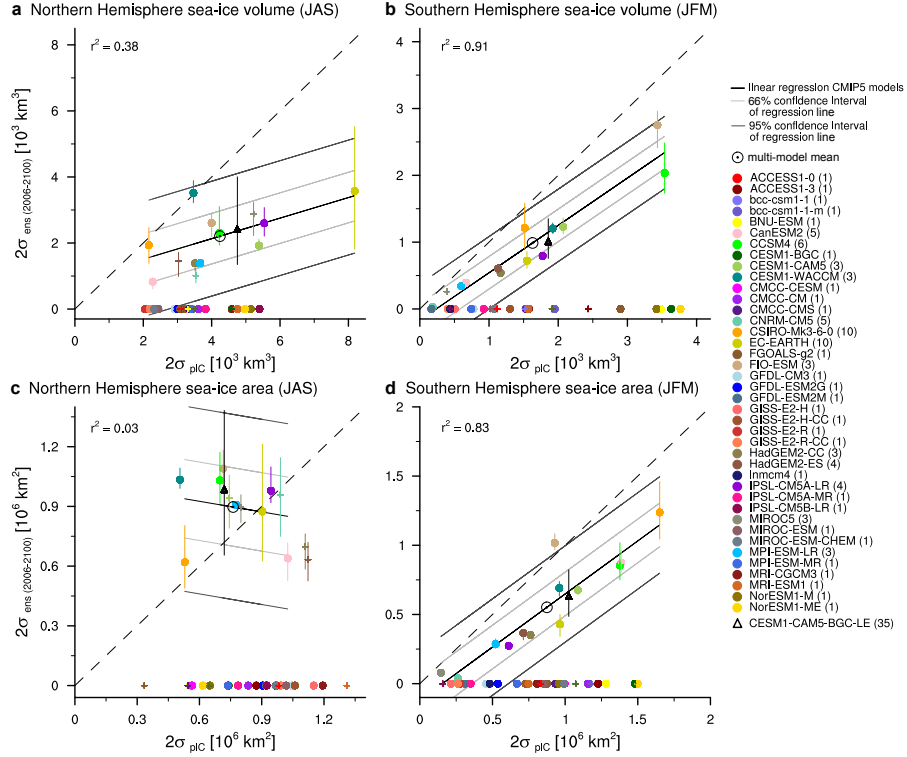 a Northern Hemisphere sea-ice volume (JAS)
r² = 0.38
8
6
4
2
0
2σ ens (2006-2100) [10³ km³]
0
2
4
6
8
2σ piC [10³ km³]
b Southern Hemisphere sea-ice volume (JFM)
r² = 0.91
4
3
2
1
0
0
1
2
3
4
2σ piC [10³ km³]
c Northern Hemisphere sea-ice area (JAS)
r² = 0.03
1.2
0.9
0.6
0.3
0
2σ ens (2006-2100) [10⁶ km²]
0
0.3
0.6
0.9
1.2
2σ piC [10⁶ km²]
d Southern Hemisphere sea-ice area (JFM)
r² = 0.83
2
1.5
1
0.5
0
0
0.5
1
1.5
2
2σ piC [10⁶ km²]
linear regression CMIP5 models
66% confidence Interval
of regression line
95% confidence Interval
of regression line
multi-model mean
ACCESS1-0 (1)
ACCESS1-3 (1)
bcc-csm1-1 (1)
bcc-csm1-1-m (1)
BNU-ESM (1)
CanESM2 (5)
CCSM4 (6)
CESM1-BGC (1)
CESM1-CAM5 (3)
CESM1-WACCM (3)
CMCC-CESM (1)
CMCC-CM (1)
CMCC-CMS (1)
CNRM-CM5 (5)
CSIRO-Mk3-6-0 (10)
EC-EARTH (10)
FGOALS-g2 (1)
FIO-ESM (3)
GFDL-CM3 (1)
GFDL-ESM2G (1)
GFDL-ESM2M (1)
GISS-E2-H (1)
GISS-E2-H-CC (1)
GISS-E2-R (1)
GISS-E2-R-CC (1)
HadGEM2-CC (3)
HadGEM2-ES (4)
Inmcm4 (1)
IPSL-CM5A-LR (4)
IPSL-CM5A-MR (1)
IPSL-CM5B-LR (1)
MIROC5 (3)
MIROC-ESM (1)
MIROC-ESM-CHEM (1)
MPI-ESM-LR (3)
MPI-ESM-MR (1)
MRI-CGCM3 (1)
MRI-ESM1 (1)
NorESM1-M (1)
NorESM1-ME (1)
CESM1-CAM5-BGC-LE (35)